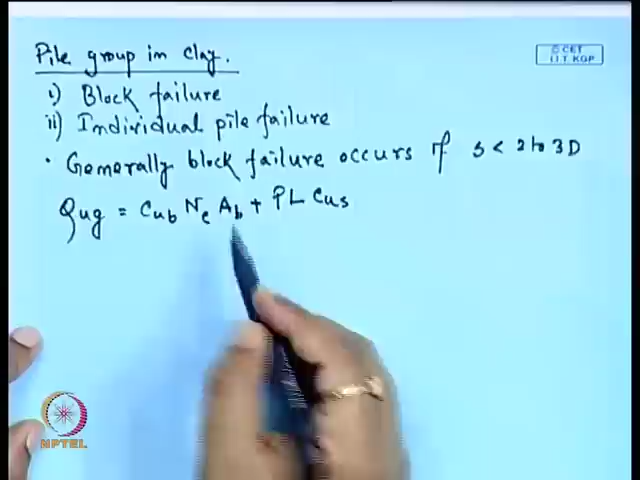 Pile group in clay.
© CET
I.I.T. KGP
i) Block failure
ii) Individual pile failure
· Generally block failure occurs if s < 2 to 3D
Qug = Cub Nc Ab + PL Cus
NPTEL